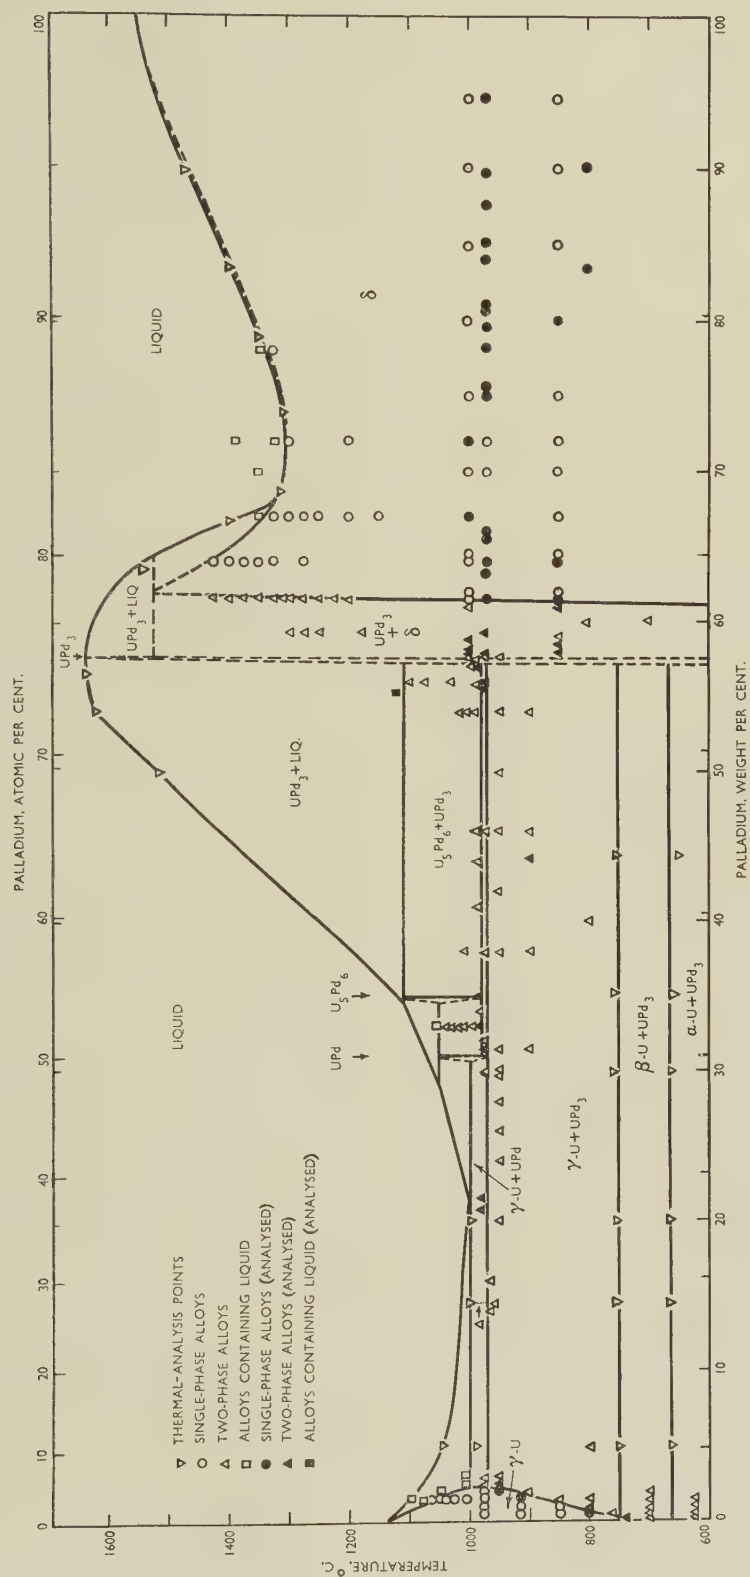 PALLADIUM, ATOMIC PER CENT.
0 10 20 30 40 50 60 70 80 90 100
1600
1400
1200
1000
800
600
TEMPERATURE, °C.
LIQUID
LIQUID
UPd
U5Pd6
UPd3
UPd3+LIQ.
UPd3+LIQ
UPd3 + δ
δ
U5Pd6+UPd3
γ-U+UPd
γ-U
γ-U+UPd3
β-U+UPd3
α-U+UPd3
▽ THERMAL-ANALYSIS POINTS
○ SINGLE-PHASE ALLOYS
△ TWO-PHASE ALLOYS
□ ALLOYS CONTAINING LIQUID
● SINGLE-PHASE ALLOYS (ANALYSED)
▲ TWO-PHASE ALLOYS (ANALYSED)
■ ALLOYS CONTAINING LIQUID (ANALYSED)
0 10 20 30 40 50 60 70 80 90 100
PALLADIUM, WEIGHT PER CENT.